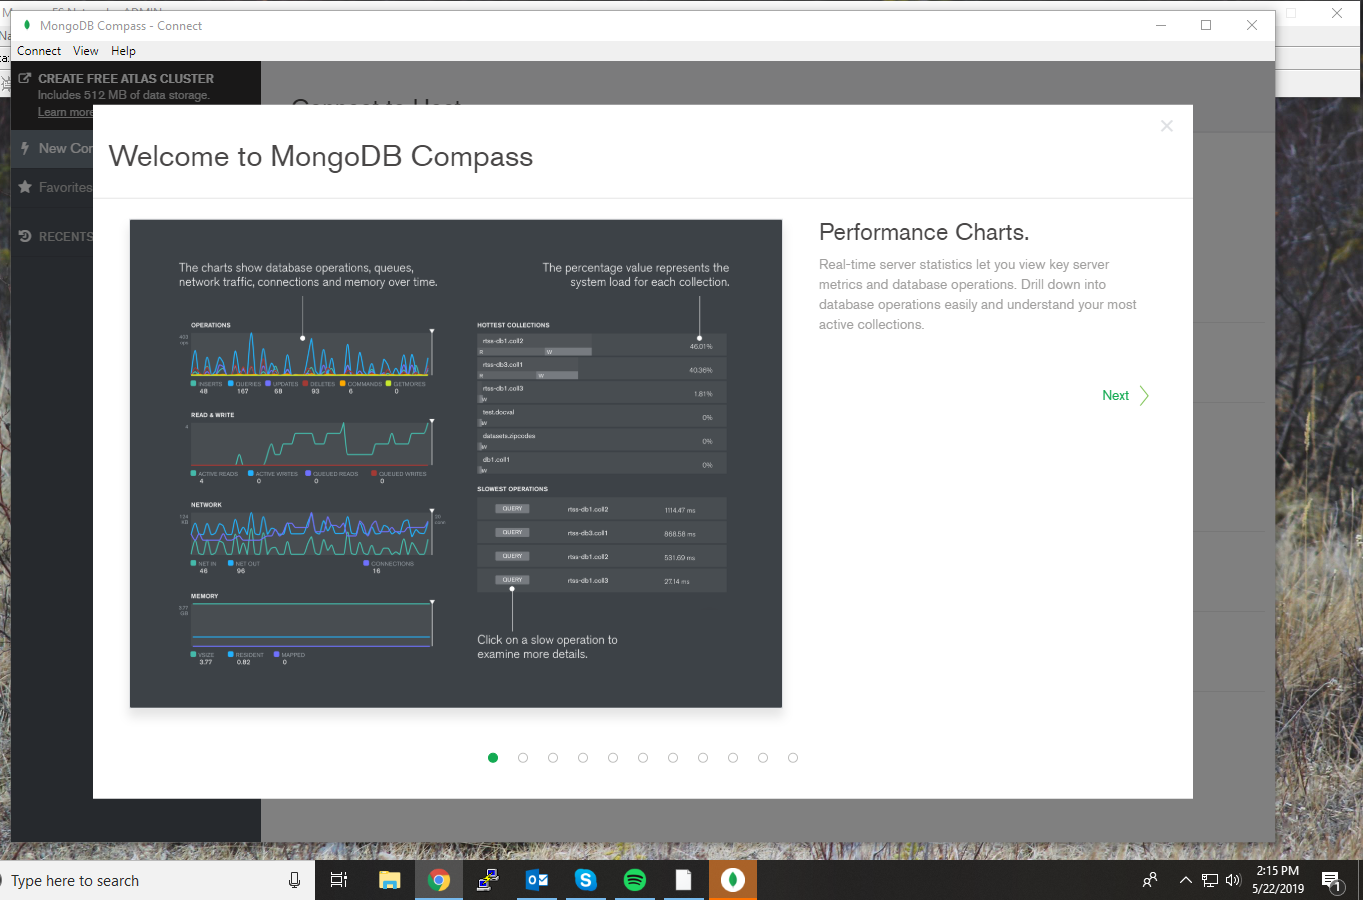 MongoDB Compass - Connect
Connect View Help
CREATE FREE ATLAS CLUSTER
Includes 512 MB of data storage.
Learn more
New Con
Favorites
RECENTS
Welcome to MongoDB Compass
The charts show database operations, queues,
network traffic, connections and memory over time.
The percentage value represents the
system load for each collection.
OPERATIONS
INSERTS QUERIES UPDATES DELETES COMMANDS GETMORES
48 167 68 93 6 0
READ & WRITE
4
ACTIVE READS ACTIVE WRITES QUEUED READS QUEUED WRITES
4 0 0 0
NETWORK
NET IN NET OUT CONNECTIONS
46 96 16
MEMORY
3.77
GB
VSIZE RESIDENT MAPPED
3.77 0.82 0
HOTTEST COLLECTIONS
rtss-db1.coll2 46.01%
R W
rtss-db3.coll1 40.36%
R W
rtss-db1.coll3 1.81%
W
test.docval 0%
W
datasets.zipcodes 0%
W
db1.coll1 0%
W
SLOWEST OPERATIONS
QUERY rtss-db1.coll2 1114.47 ms
QUERY rtss-db3.coll1 868.58 ms
QUERY rtss-db1.coll2 531.69 ms
QUERY rtss-db1.coll3 27.14 ms
Click on a slow operation to
examine more details.
Performance Charts.
Real-time server statistics let you view key server
metrics and database operations. Drill down into
database operations easily and understand your most
active collections.
Next
Type here to search
2:15 PM
5/22/2019
1